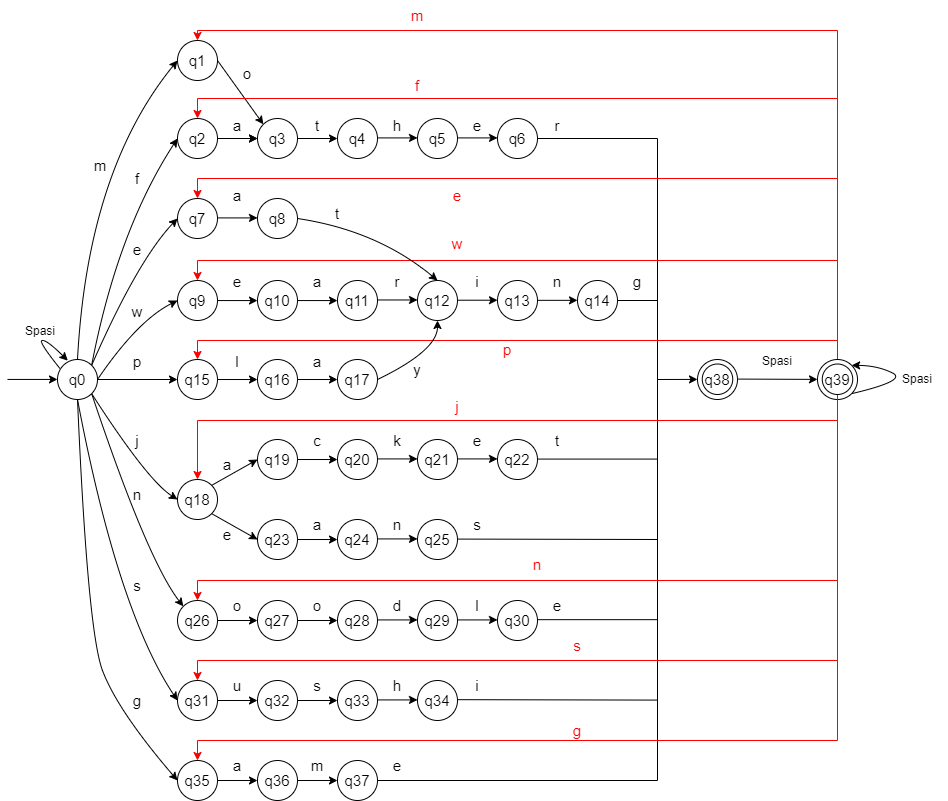 m
q1
o
m
f
q2
a
q3
t
q4
h
q5
e
q6
r
f
e
q7
a
q8
t
e
w
q9
e
q10
a
q11
r
q12
i
q13
n
q14
g
w
Spasi
q0
p
q15
l
q16
a
q17
y
p
q38
Spasi
q39
Spasi
j
j
q18
a
q19
c
q20
k
q21
e
q22
t
e
q23
a
q24
n
q25
s
n
n
q26
o
q27
o
q28
d
q29
l
q30
e
s
s
q31
u
q32
s
q33
h
q34
i
g
g
q35
a
q36
m
q37
e